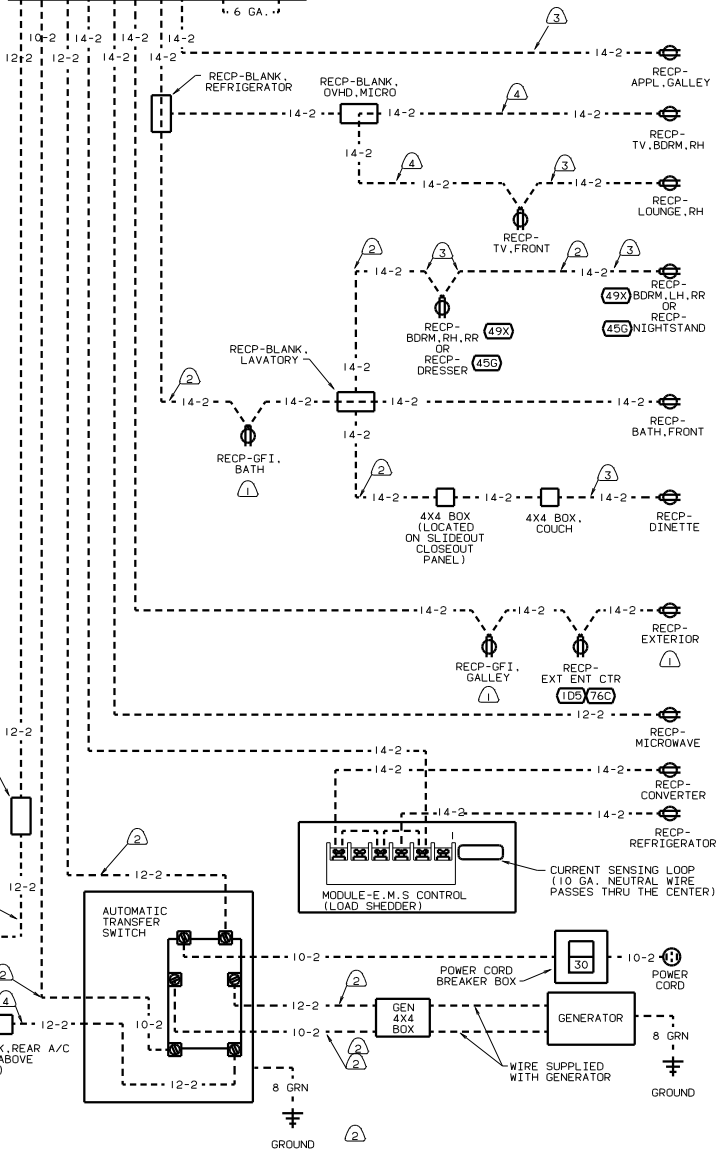 6 GA.
10-2 14-2 14-2 14-2
12-2 12-2 14-2 14-2
3
14-2 14-2
RECP-
APPL,GALLEY
RECP-BLANK,
REFRIGERATOR
RECP-BLANK,
OVHD,MICRO
4
14-2 14-2 14-2
RECP-
TV,BDRM,RH
14-2
4
3
14-2 14-2 14-2
RECP-
LOUNGE,RH
RECP-
TV,FRONT
2
3
2
3
14-2 14-2
RECP-
BDRM,RH,RR
OR
RECP-
DRESSER
49X
45G
RECP-
49X
BDRM,LH,RR
OR
RECP-
45G
NIGHTSTAND
RECP-BLANK,
LAVATORY
14-2
2
14-2 14-2 14-2 14-2
RECP-
BATH,FRONT
RECP-GFI,
BATH
1
14-2
2
3
14-2 14-2 14-2
4X4 BOX
(LOCATED
ON SLIDEOUT
CLOSEOUT
PANEL)
4X4 BOX,
COUCH
RECP-
DINETTE
14-2 14-2 14-2
RECP-
EXTERIOR
1
RECP-GFI,
GALLEY
1
RECP-
EXT ENT CTR
1D5 76C
12-2
RECP-
MICROWAVE
12-2
14-2
14-2 14-2
RECP-
CONVERTER
14-2 14-2
RECP-
REFRIGERATOR
1
MODULE-E.M.S CONTROL
(LOAD SHEDDER)
CURRENT SENSING LOOP
(10 GA. NEUTRAL WIRE
PASSES THRU THE CENTER)
2
12-2
12-2
AUTOMATIC
TRANSFER
SWITCH
10-2
POWER CORD
BREAKER BOX
30
10-2
POWER
CORD
2
4
12-2
K,REAR A/C
ABOVE
)
10-2
12-2
12-2
2
10-2
2
2
GEN
4X4
BOX
GENERATOR
WIRE SUPPLIED
WITH GENERATOR
8 GRN
GROUND
8 GRN
GROUND
2